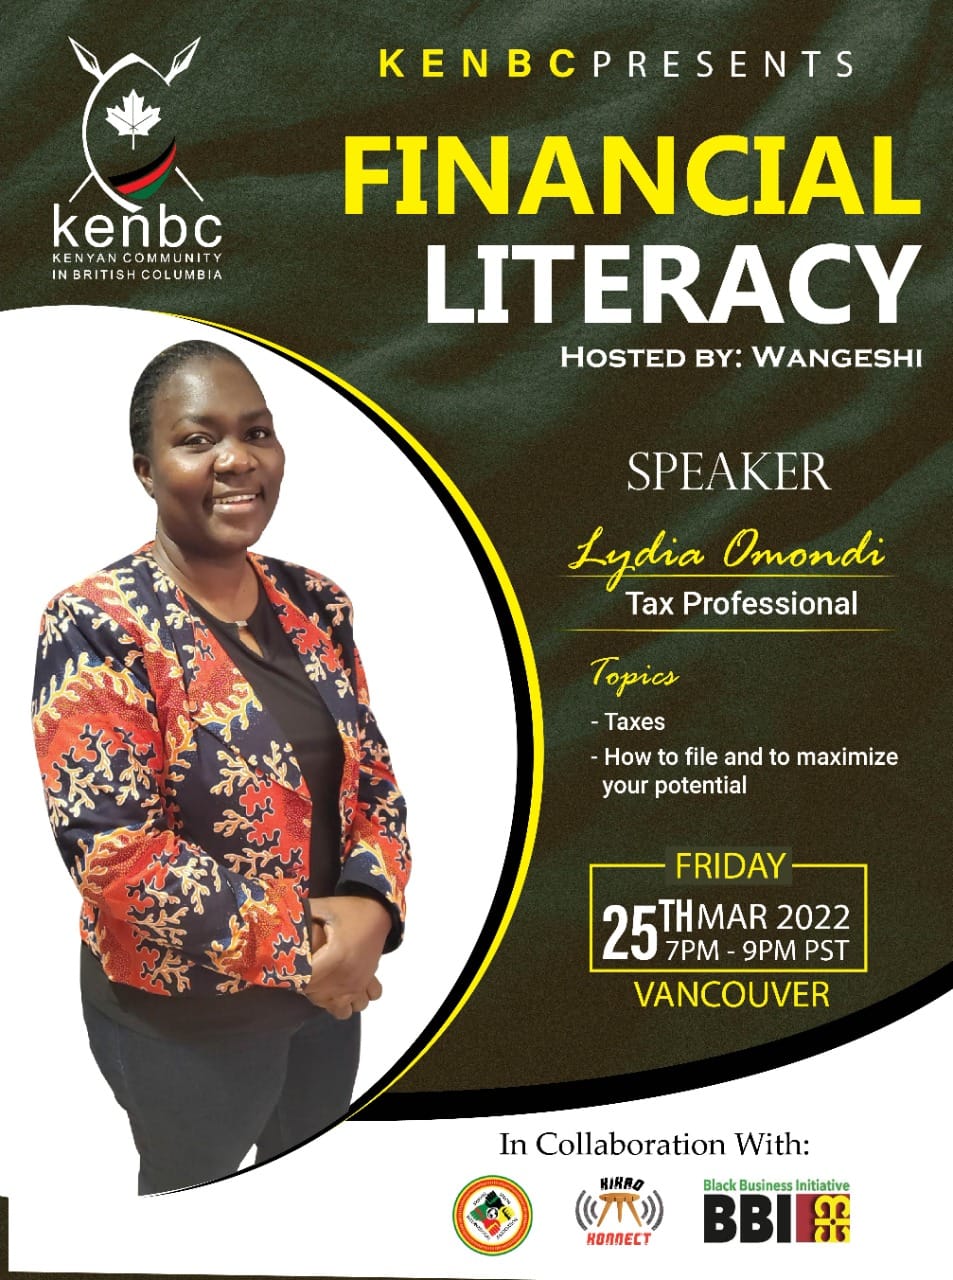 KENBC PRESENTS
FINANCIAL
LITERACY
HOSTED BY: WANGESHI
kenbc
KENYAN COMMUNITY
IN BRITISH COLUMBIA
SPEAKER
Lydia Omondi
Tax Professional
Topics
- Taxes
- How to file and to maximize
your potential
FRIDAY
25TH MAR 2022
7PM - 9PM PST
VANCOUVER
In Collaboration With:
KIKAO
KONNECT
Black Business Initiative
BBI